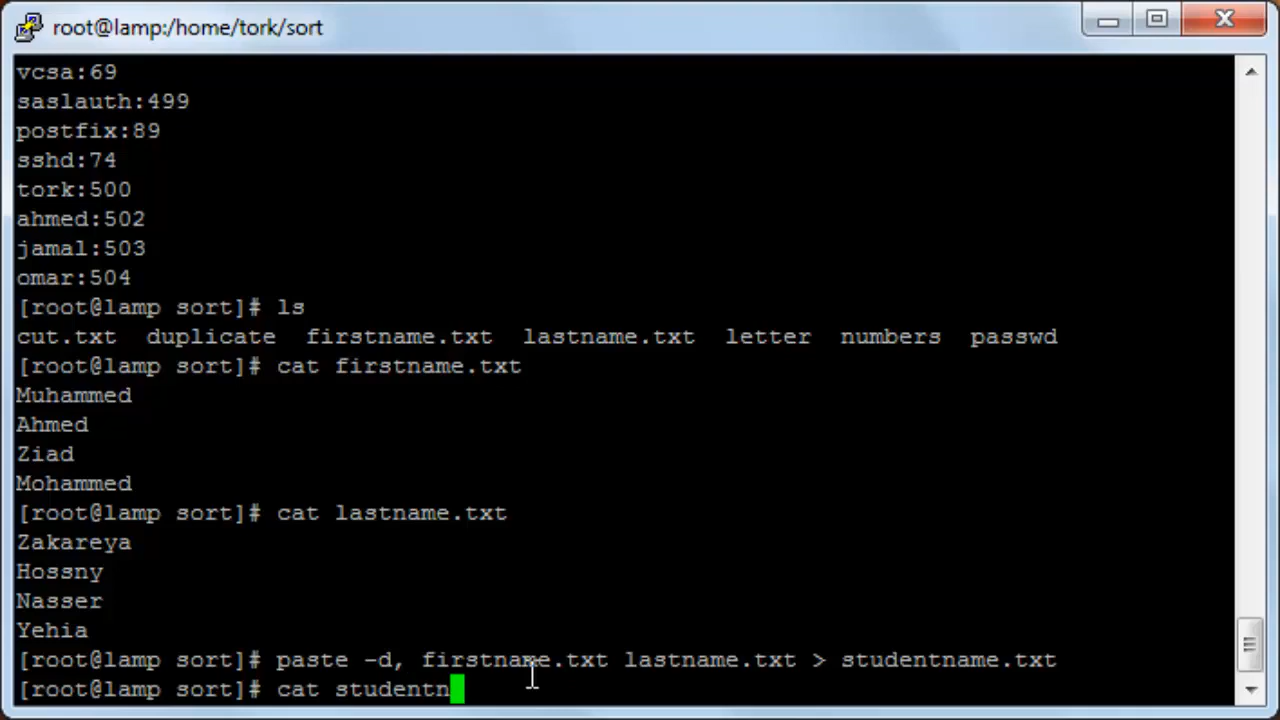 root@lamp:/home/tork/sort
vcsa:69
saslauth:499
postfix:89
sshd:74
tork:500
ahmed:502
jamal:503
omar:504
[root@lamp sort]# ls
cut.txt  duplicate  firstname.txt  lastname.txt  letter  numbers  passwd
[root@lamp sort]# cat firstname.txt
Muhammed
Ahmed
Ziad
Mohammed
[root@lamp sort]# cat lastname.txt
Zakareya
Hossny
Nasser
Yehia
[root@lamp sort]# paste -d, firstname.txt lastname.txt > studentname.txt
[root@lamp sort]# cat studentn